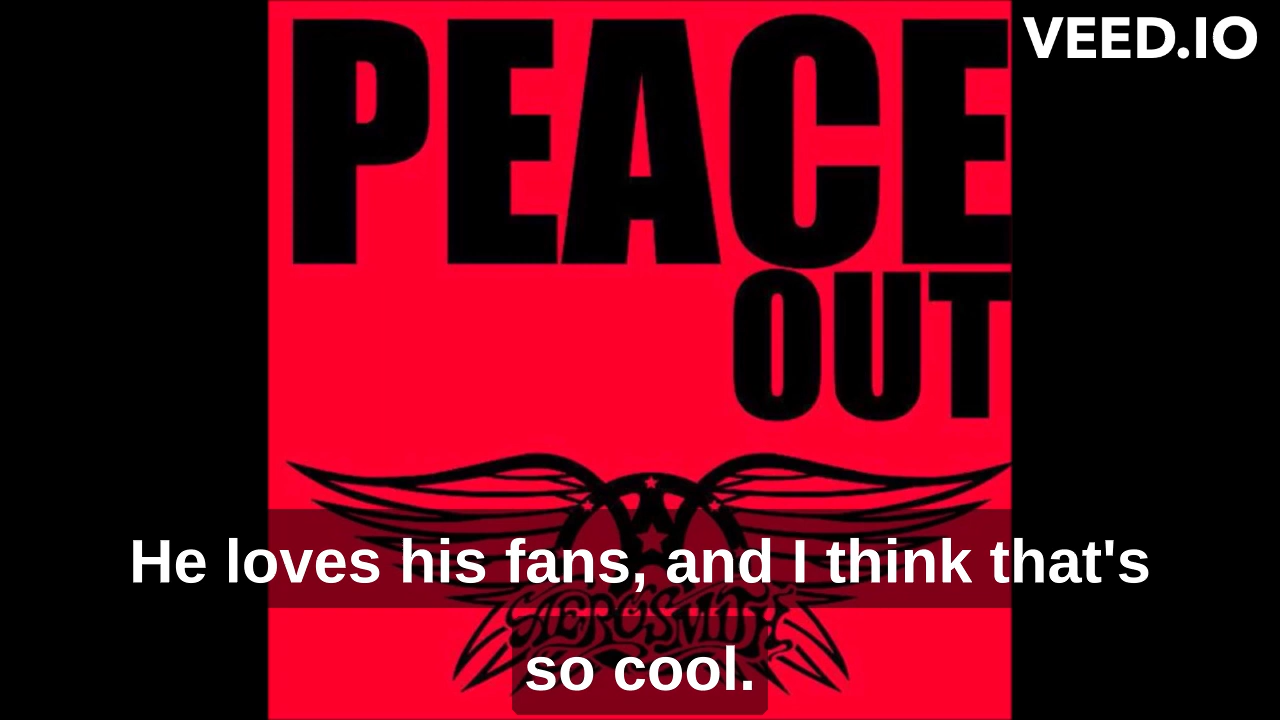 VEED.IO
PEACE
OUT
AEROSMITH
He loves his fans, and I think that's
so cool.